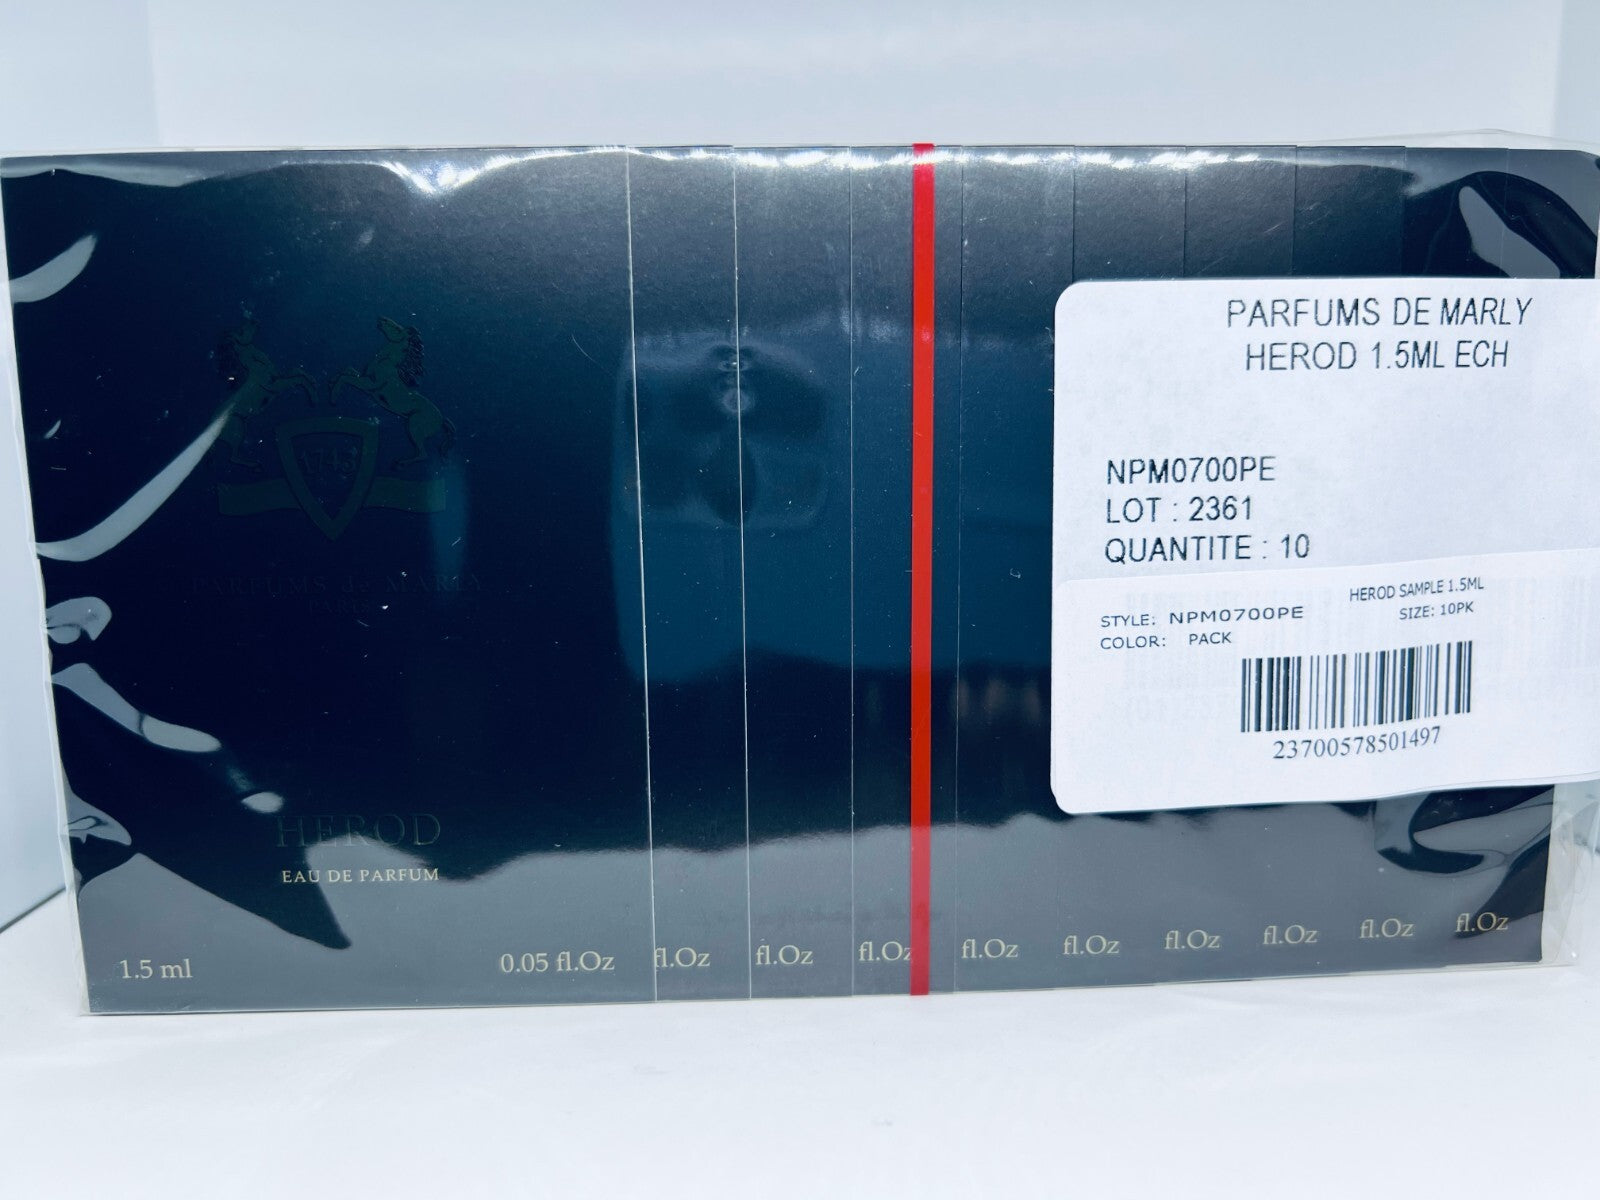 1743
PARFUMS de MARLY
PARIS
HEROD
EAU DE PARFUM
1.5 ml
0.05 fl.Oz
fl.Oz
fl.Oz
fl.Oz
fl.Oz
fl.Oz
fl.Oz
fl.Oz
fl.Oz
fl.Oz
PARFUMS DE MARLY
HEROD 1.5ML ECH
NPM0700PE
LOT : 2361
QUANTITE : 10
HEROD SAMPLE 1.5ML
STYLE: NPM0700PE SIZE: 10PK
COLOR: PACK
23700578501497